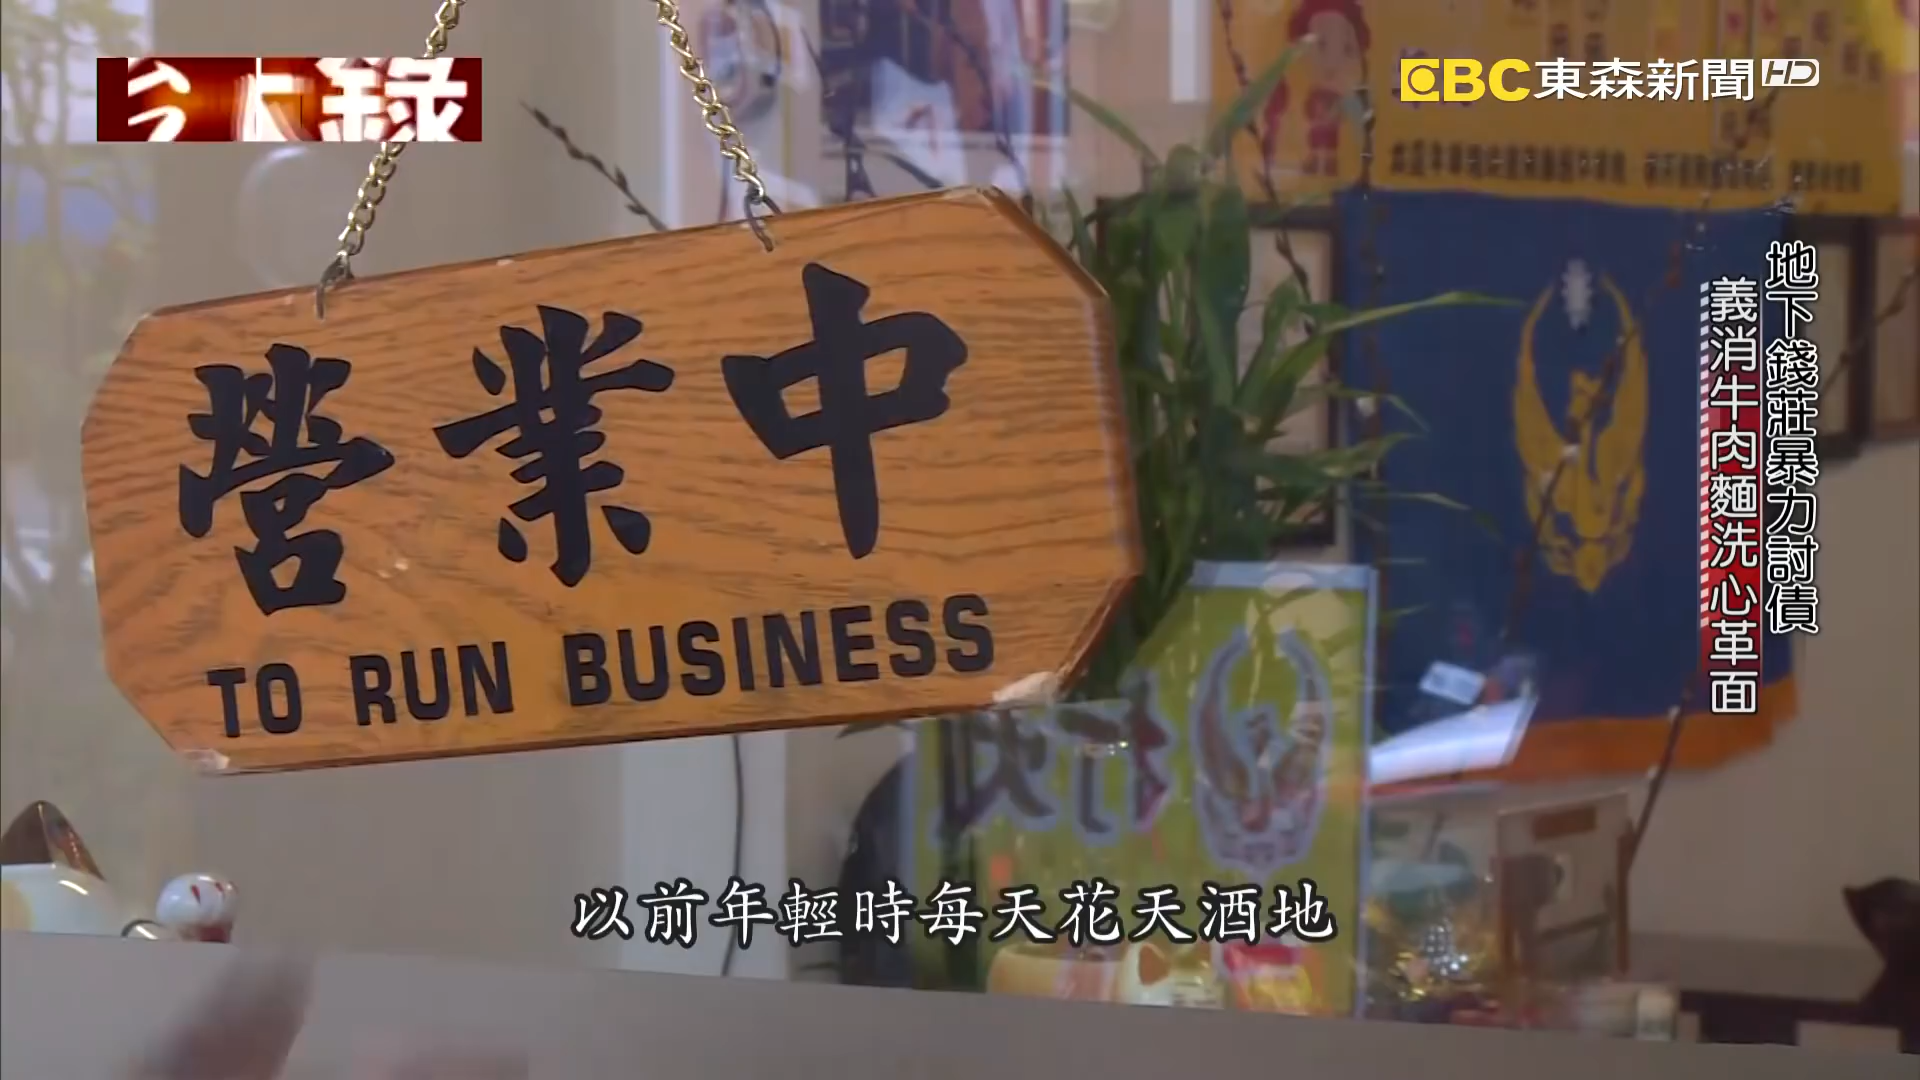 EBC東森新聞HD
地下錢莊暴力討債
義消牛肉麵洗心革面
營業中
TO RUN BUSINESS
以前年輕時每天花天酒地